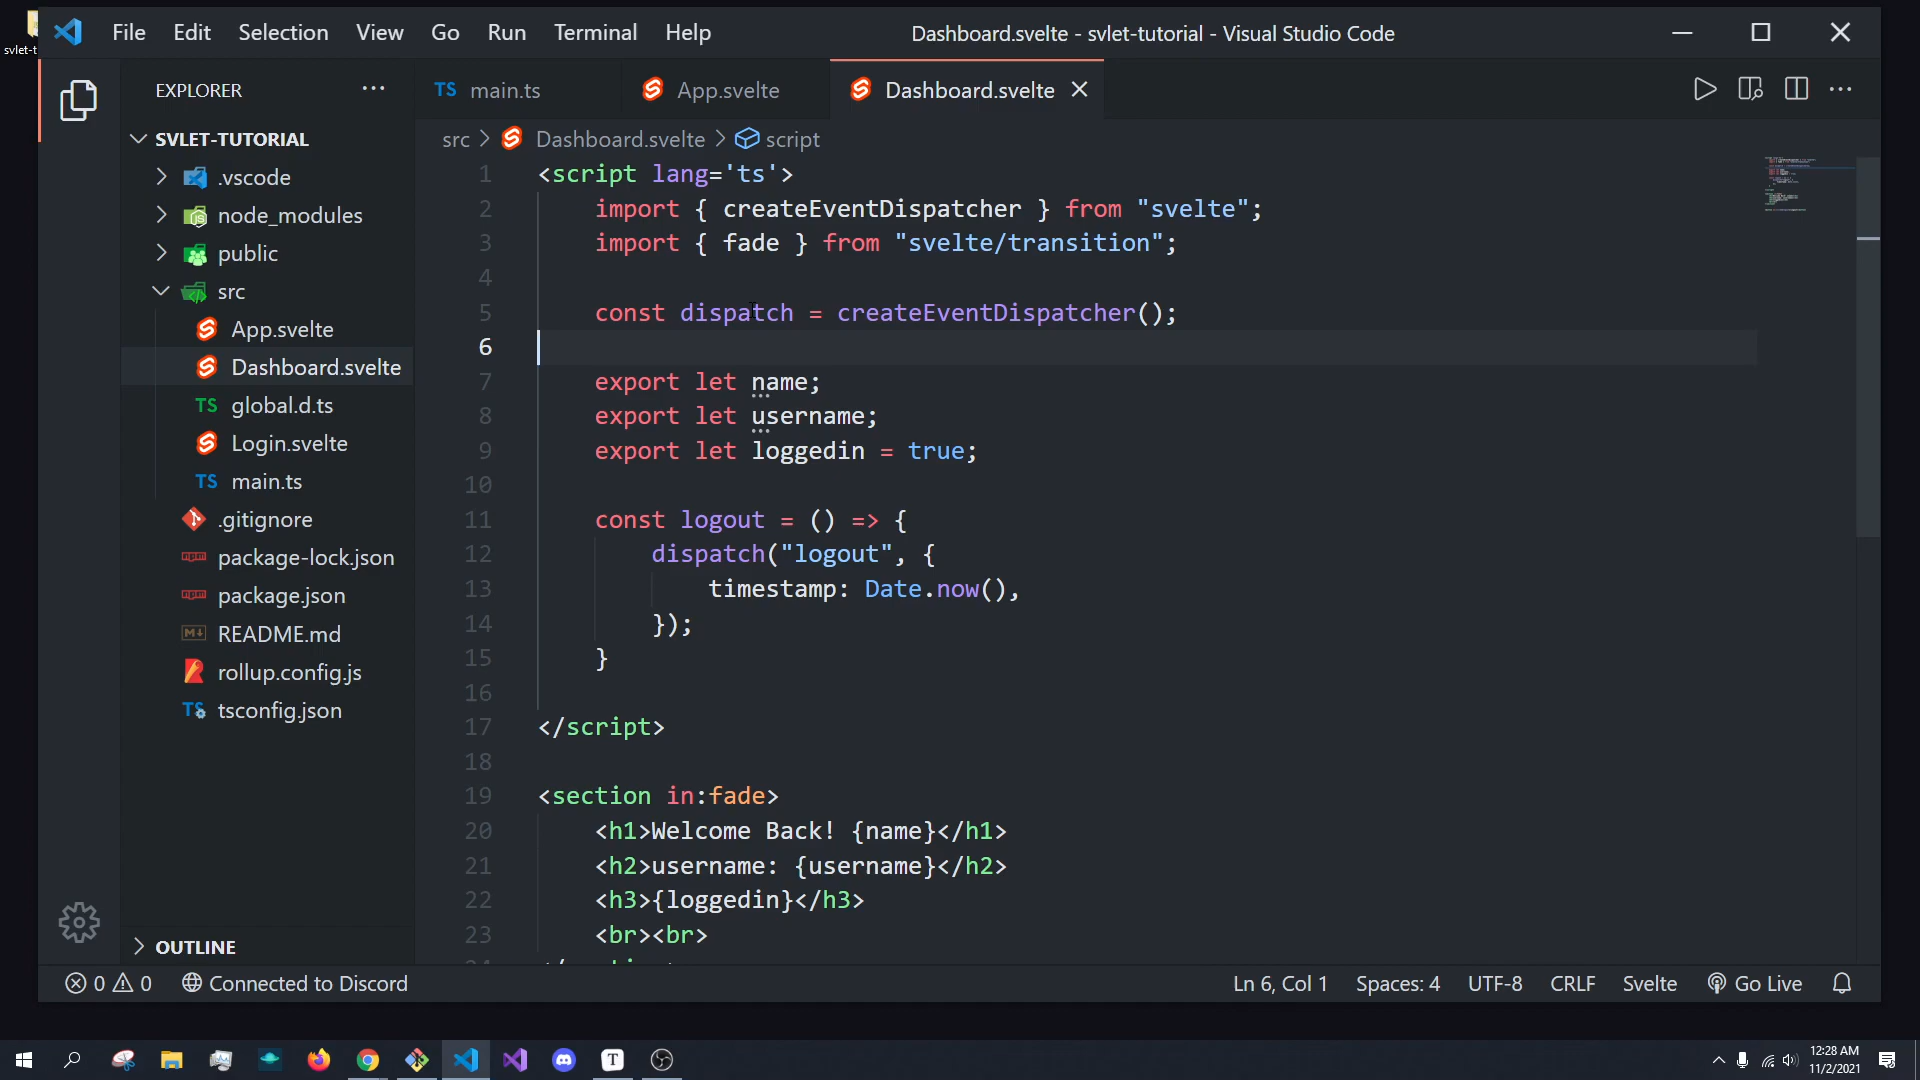 svlet-t
File Edit Selection View Go Run Terminal Help
Dashboard.svelte - svlet-tutorial - Visual Studio Code
EXPLORER
TS main.ts
App.svelte
Dashboard.svelte
src > Dashboard.svelte > script
SVLET-TUTORIAL
.vscode
node_modules
public
src
App.svelte
Dashboard.svelte
TS global.d.ts
Login.svelte
TS main.ts
.gitignore
package-lock.json
package.json
README.md
rollup.config.js
TS tsconfig.json
OUTLINE
1 <script lang='ts'>
2 import { createEventDispatcher } from "svelte";
3 import { fade } from "svelte/transition";
4
5 const dispatch = createEventDispatcher();
6
7 export let name;
8 export let username;
9 export let loggedin = true;
10
11 const logout = () => {
12 dispatch("logout", {
13 timestamp: Date.now(),
14 });
15 }
16
17 </script>
18
19 <section in:fade>
20 <h1>Welcome Back! {name}</h1>
21 <h2>username: {username}</h2>
22 <h3>{loggedin}</h3>
23 <br><br>
0 0 Connected to Discord
Ln 6, Col 1 Spaces: 4 UTF-8 CRLF Svelte Go Live
12:28 AM
11/2/2021